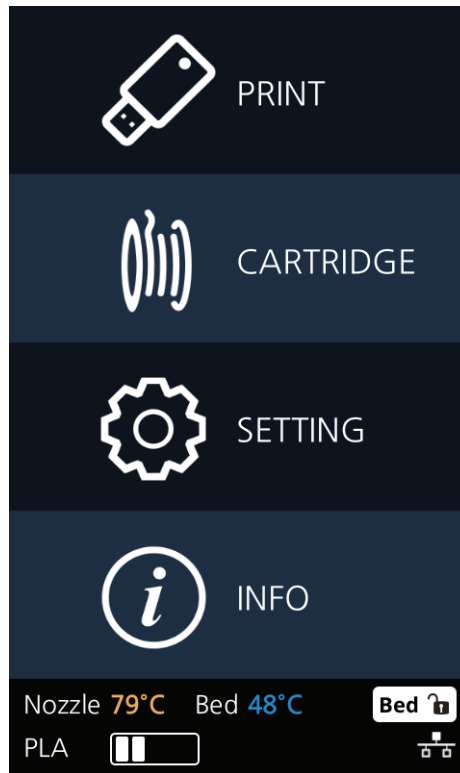 PRINT
CARTRIDGE
SETTING
INFO
Nozzle 79°C Bed 48°C Bed
PLA